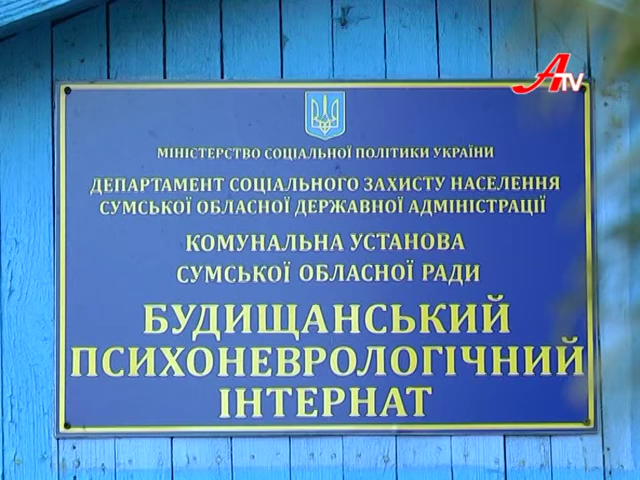 ATV
МІНІСТЕРСТВО СОЦІАЛЬНОЇ ПОЛІТИКИ УКРАЇНИ
ДЕПАРТАМЕНТ СОЦІАЛЬНОГО ЗАХИСТУ НАСЕЛЕННЯ
СУМСЬКОЇ ОБЛАСНОЇ ДЕРЖАВНОЇ АДМІНІСТРАЦІЇ
КОМУНАЛЬНА УСТАНОВА
СУМСЬКОЇ ОБЛАСНОЇ РАДИ
БУДИЩАНСЬКИЙ
ПСИХОНЕВРОЛОГІЧНИЙ
ІНТЕРНАТ